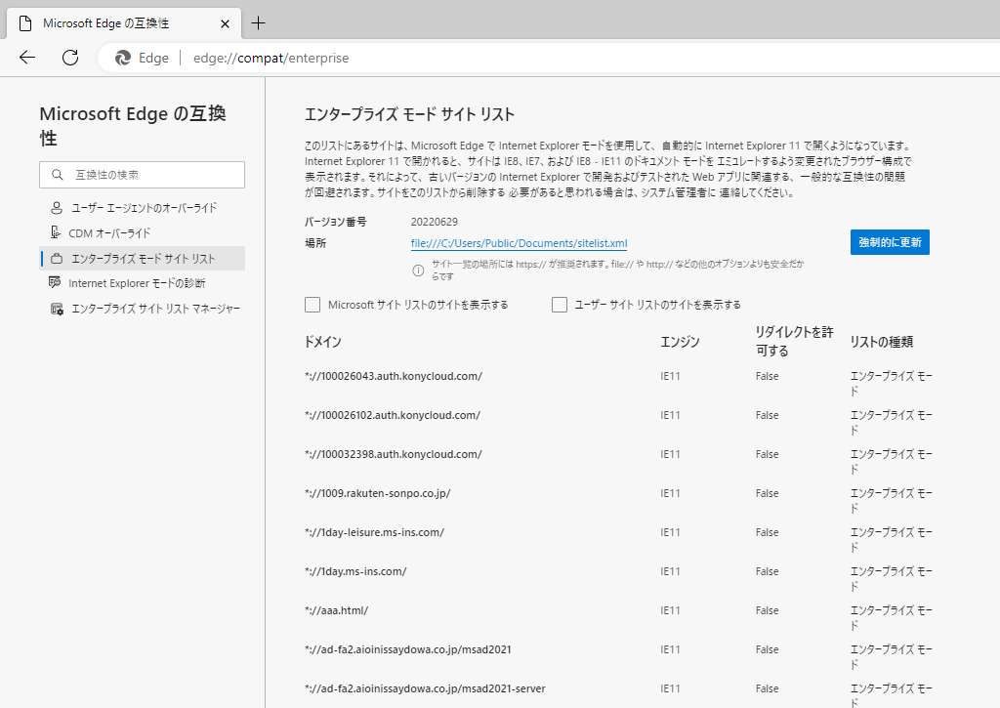 Microsoft Edge の互換性
Edge
edge://compat/enterprise
Microsoft Edge の互換
性
互換性の検索
ユーザー エージェントのオーバーライド
CDM オーバーライド
エンタープライズ モード サイト リスト
Internet Explorer モードの診断
エンタープライズ サイト リスト マネージャー
エンタープライズ モード サイト リスト
このリストにあるサイトは、Microsoft Edge で Internet Explorer モードを使用して、自動的に Internet Explorer 11 で開くようになっています。
Internet Explorer 11 で開かれると、サイトは IE8、IE7、および IE8 - IE11 のドキュメント モードを エミュレートするよう変更されたブラウザー構成で
表示されます。それによって、古いバージョンの Internet Explorer で開発およびテストされた Web アプリに関連する、一般的な互換性の問題
が回避されます。サイトをこのリストから削除する 必要があると思われる場合は、システム管理者に 連絡してください。
バージョン番号 20220629
場所 file:///C:/Users/Public/Documents/sitelist.xml
強制的に更新
サイト一覧の場所には https:// が推奨されます。file:// や http:// などの他のオプションよりも安全だか
らです
Microsoft サイト リストのサイトを表示する ユーザー サイト リストのサイトを表示する
ドメイン エンジン リダイレクトを許可する リストの種類
*://100026043.auth.konycloud.com/ IE11 False エンタープライズ モード
*://100026102.auth.konycloud.com/ IE11 False エンタープライズ モード
*://100032398.auth.konycloud.com/ IE11 False エンタープライズ モード
*://1009.rakuten-sonpo.co.jp/ IE11 False エンタープライズ モード
*://1day-leisure.ms-ins.com/ IE11 False エンタープライズ モード
*://1day.ms-ins.com/ IE11 False エンタープライズ モード
*://aaa.html/ IE11 False エンタープライズ モード
*://ad-fa2.aioinissaydowa.co.jp/msad2021 IE11 False エンタープライズ モード
*://ad-fa2.aioinissaydowa.co.jp/msad2021-server IE11 False エンタープライズ モード